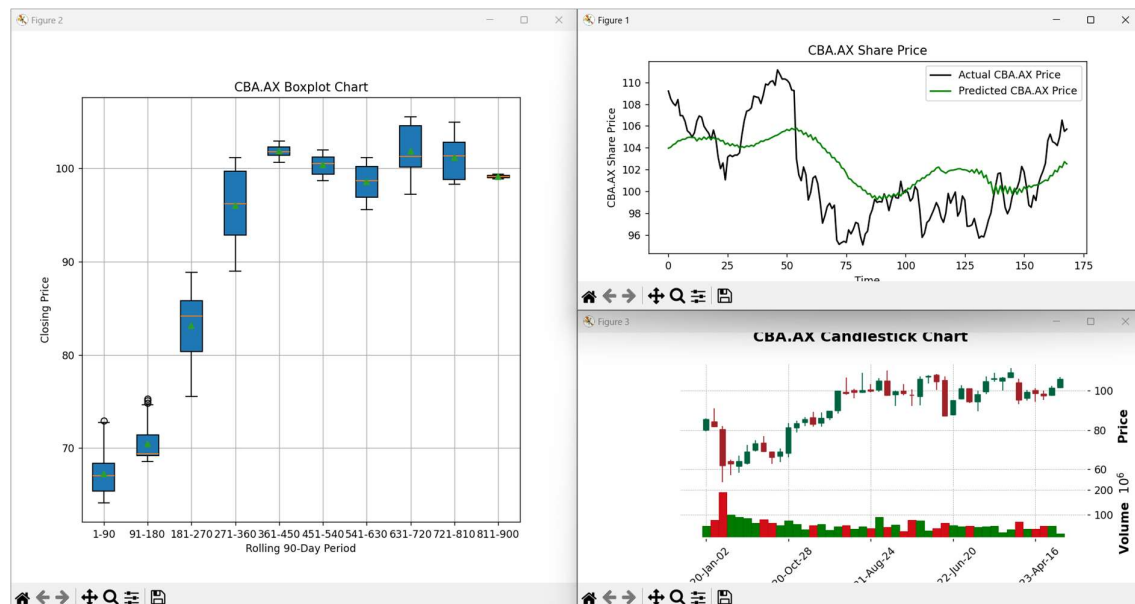 Figure 2
CBA.AX Boxplot Chart
Closing Price
100
90
80
70
1-90 91-180 181-270 271-360 361-450 451-540 541-630 631-720 721-810 811-900
Rolling 90-Day Period
Figure 1
CBA.AX Share Price
Actual CBA.AX Price
Predicted CBA.AX Price
CBA.AX Share Price
110
108
106
104
102
100
98
96
0 25 50 75 100 125 150 175
Time
Figure 3
CBA.AX Candlestick Chart
100
80
60
Price
200
100
Volume 10^6
20-Jan-02
20-Oct-28
21-Aug-24
22-Jun-20
23-Apr-16